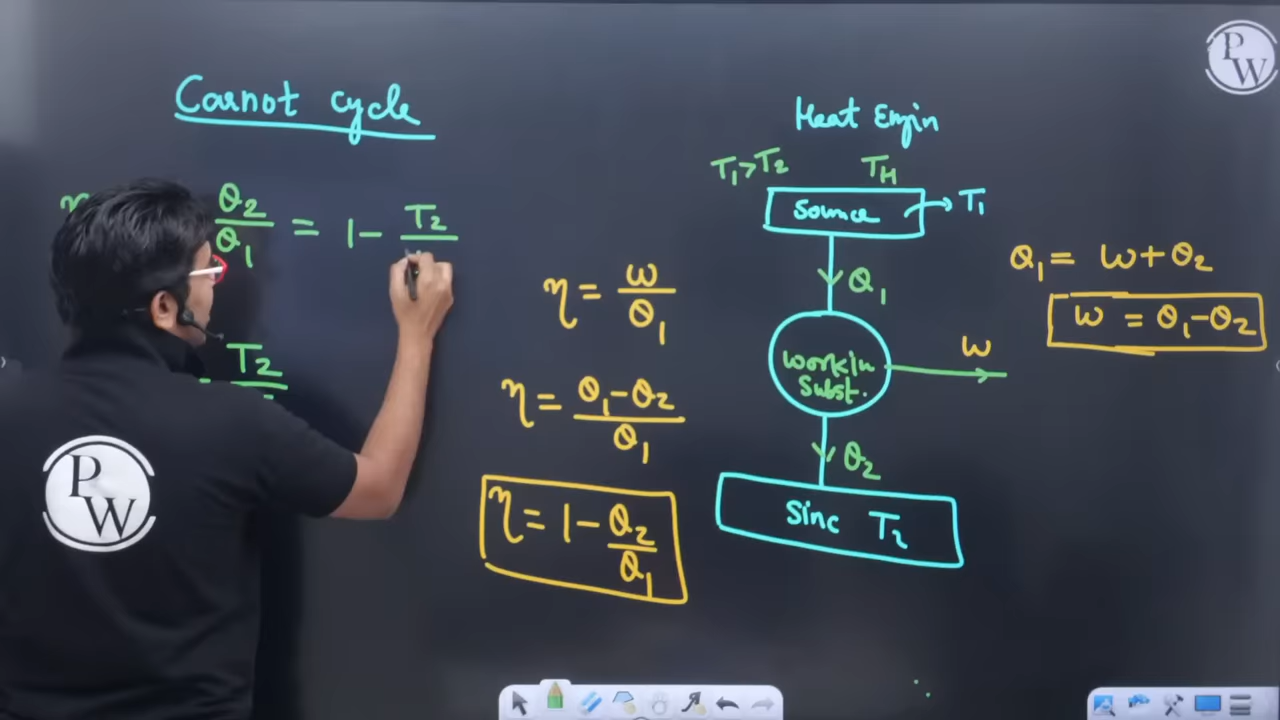 Carnot cycle
η
Q2/Q1 = 1 - T2
T2
η = W/Q1
η = Q1-Q2/Q1
η = 1 - Q2/Q1
Heat Engin
T1>T2 TH
Source → T1
Q1
Workin
Subst.
W
Q2
Sinc T2
Q1 = W+Q2
W = Q1-Q2
PW
PW